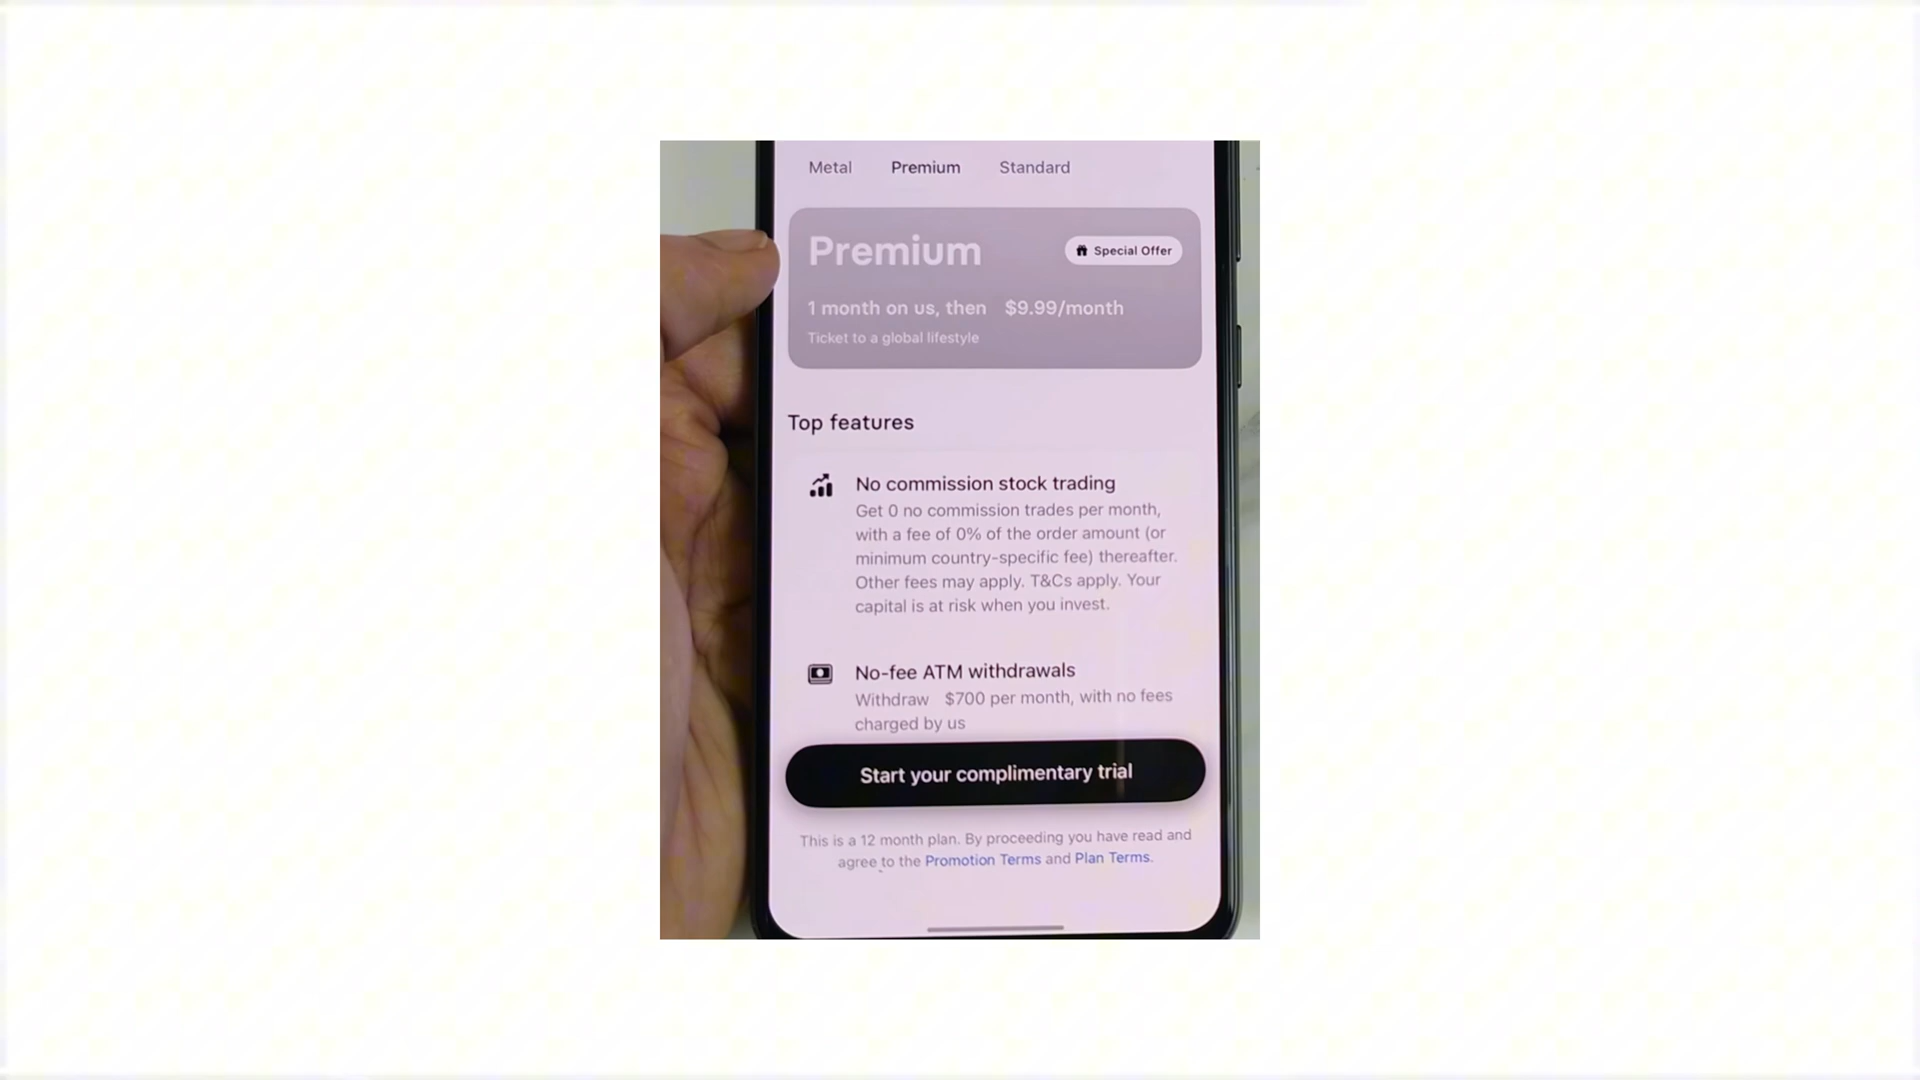 Metal Premium Standard
Premium
Special Offer
1 month on us, then $9.99/month
Ticket to a global lifestyle
Top features
No commission stock trading
Get 0 no commission trades per month,
with a fee of 0% of the order amount (or
minimum country-specific fee) thereafter.
Other fees may apply. T&Cs apply. Your
capital is at risk when you invest.
No-fee ATM withdrawals
Withdraw $700 per month, with no fees
charged by us
Start your complimentary trial
This is a 12 month plan. By proceeding you have read and
agree to the Promotion Terms and Plan Terms.